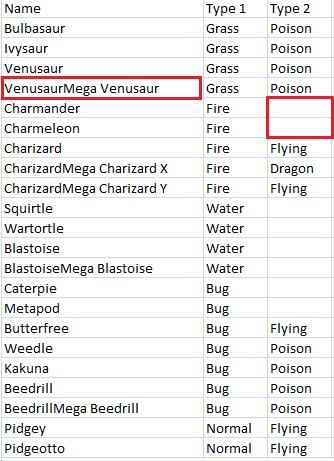 Name Type 1 Type 2
Bulbasaur Grass Poison
Ivysaur Grass Poison
Venusaur Grass Poison
VenusaurMega Venusaur Grass Poison
Charmander Fire
Charmeleon Fire
Charizard Fire Flying
CharizardMega Charizard X Fire Dragon
CharizardMega Charizard Y Fire Flying
Squirtle Water
Wartortle Water
Blastoise Water
BlastoiseMega Blastoise Water
Caterpie Bug
Metapod Bug
Butterfree Bug Flying
Weedle Bug Poison
Kakuna Bug Poison
Beedrill Bug Poison
BeedrillMega Beedrill Bug Poison
Pidgey Normal Flying
Pidgeotto Normal Flying